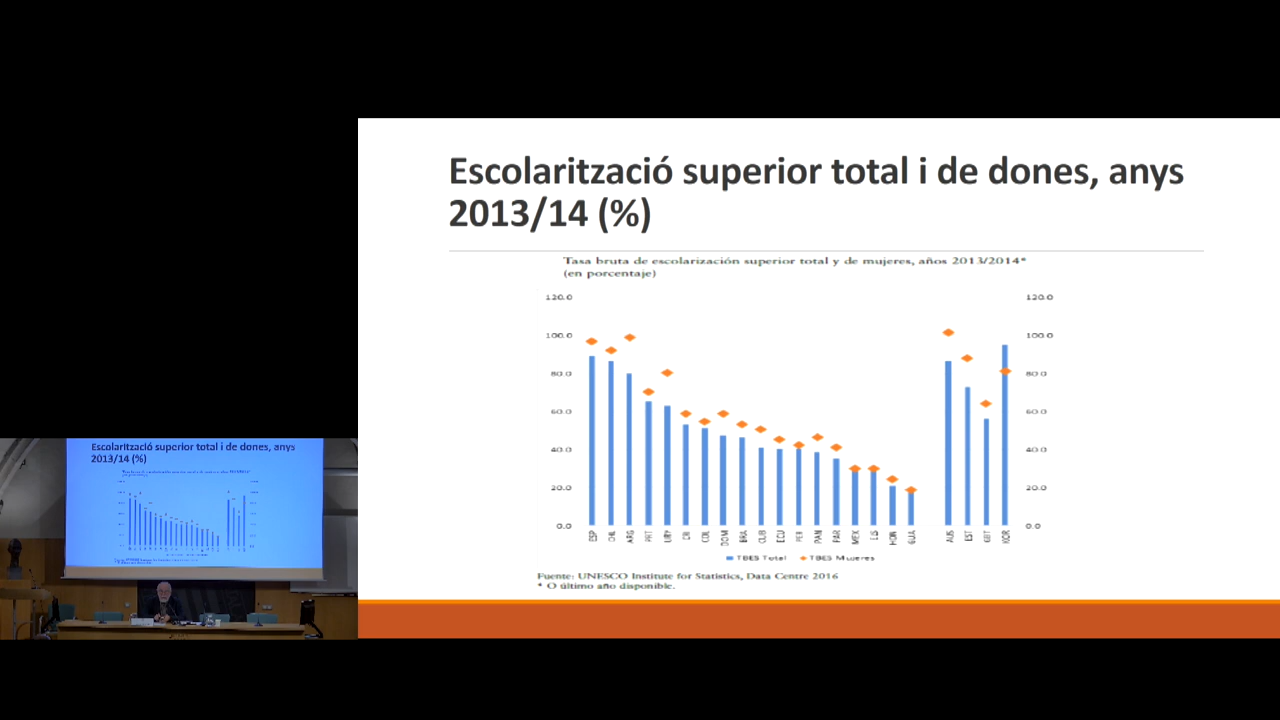 Escolarització superior total i de dones, anys
2013/14 (%)
Tasa bruta de escolarización superior total y de mujeres, años 2013/2014*
(en porcentaje)
120.0 120.0
100.0 100.0
80.0 80.0
60.0 60.0
40.0 40.0
20.0 20.0
0.0 0.0
ESP CHL ARG PRT URY CRI COL DOM BRA CUB ECU PER PAN PAR MEX ELS HON GUA AUS EST GBT KOR
TBES Total TBES Mujeres
Fuente: UNESCO Institute for Statistics, Data Centre 2016
* O último año disponible.
Escolarització superior total i de dones, anys
2013/14 (%)